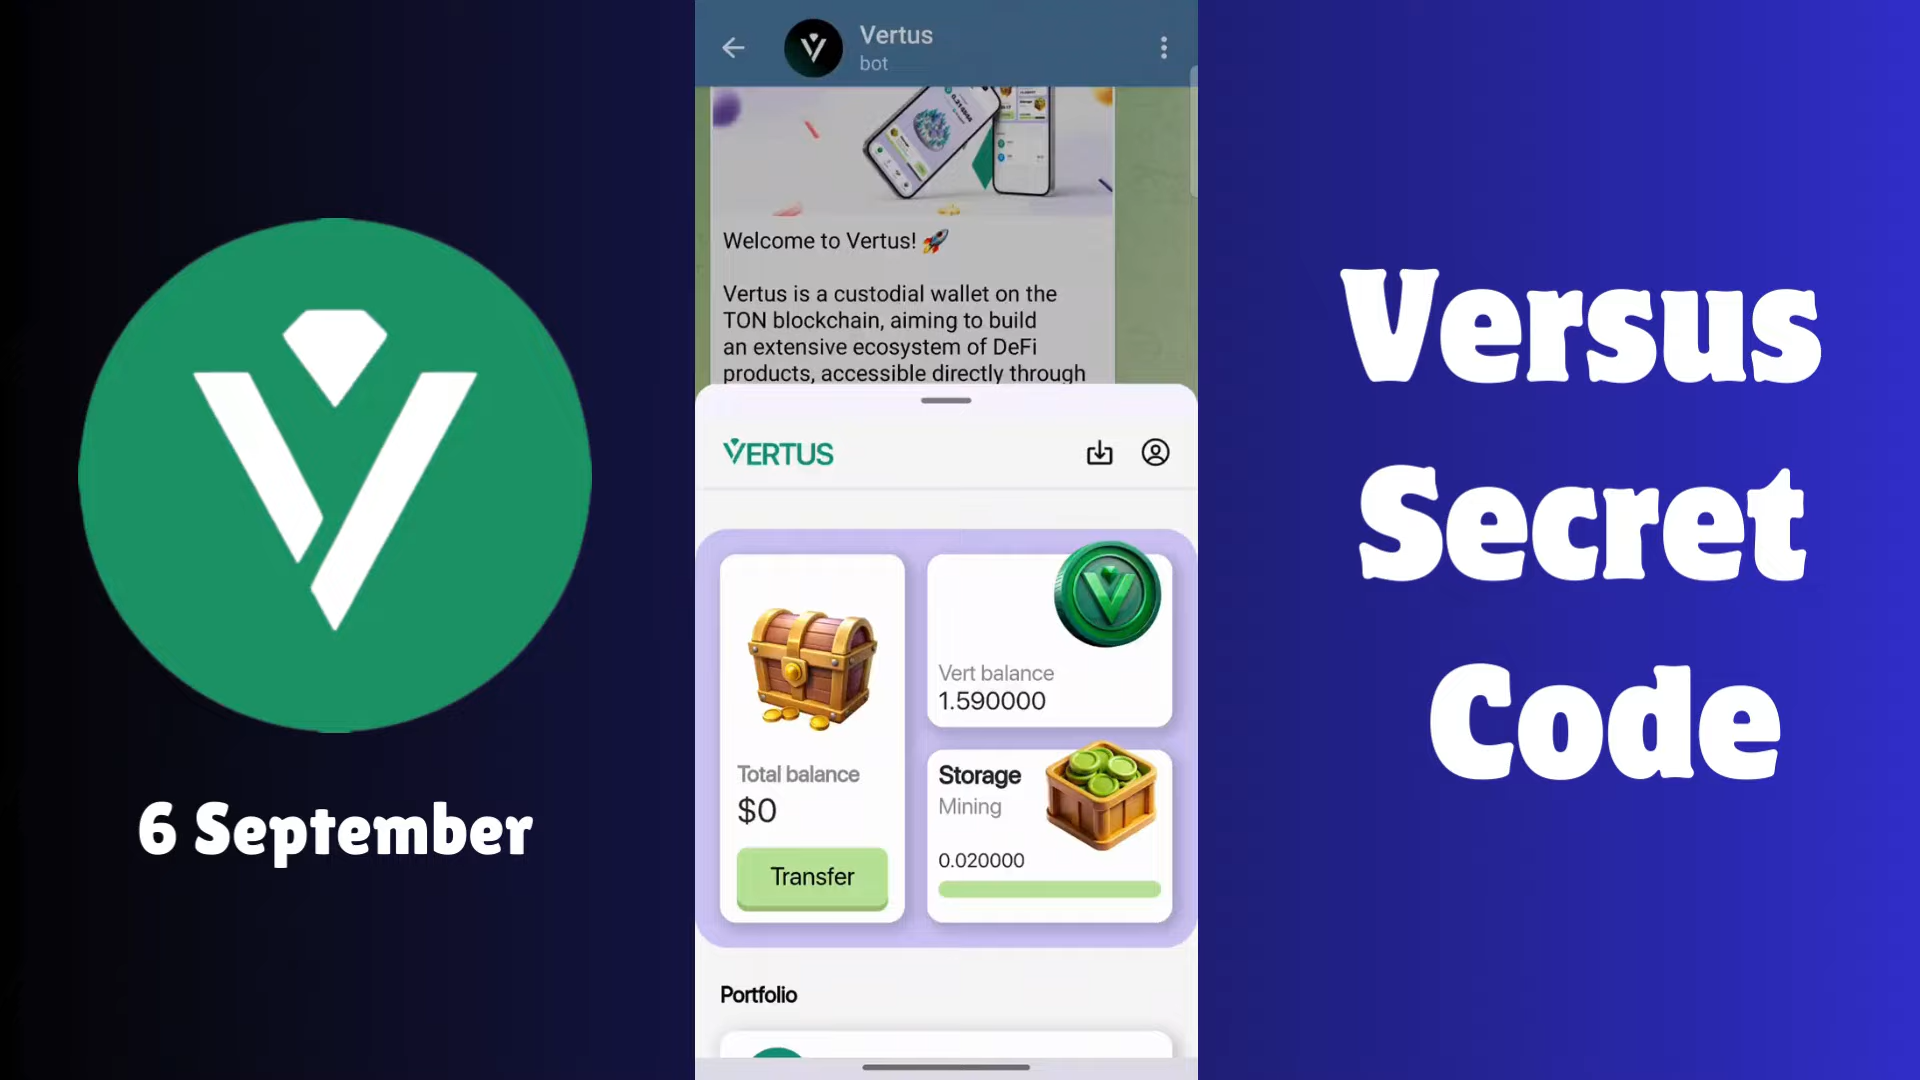 6 September
Vertus
bot
Welcome to Vertus! 🚀
Vertus is a custodial wallet on the
TON blockchain, aiming to build
an extensive ecosystem of DeFi
products, accessible directly through
VERTUS
Total balance
$0
Transfer
Vert balance
1.590000
Storage
Mining
0.020000
Portfolio
Versus
Secret
Code